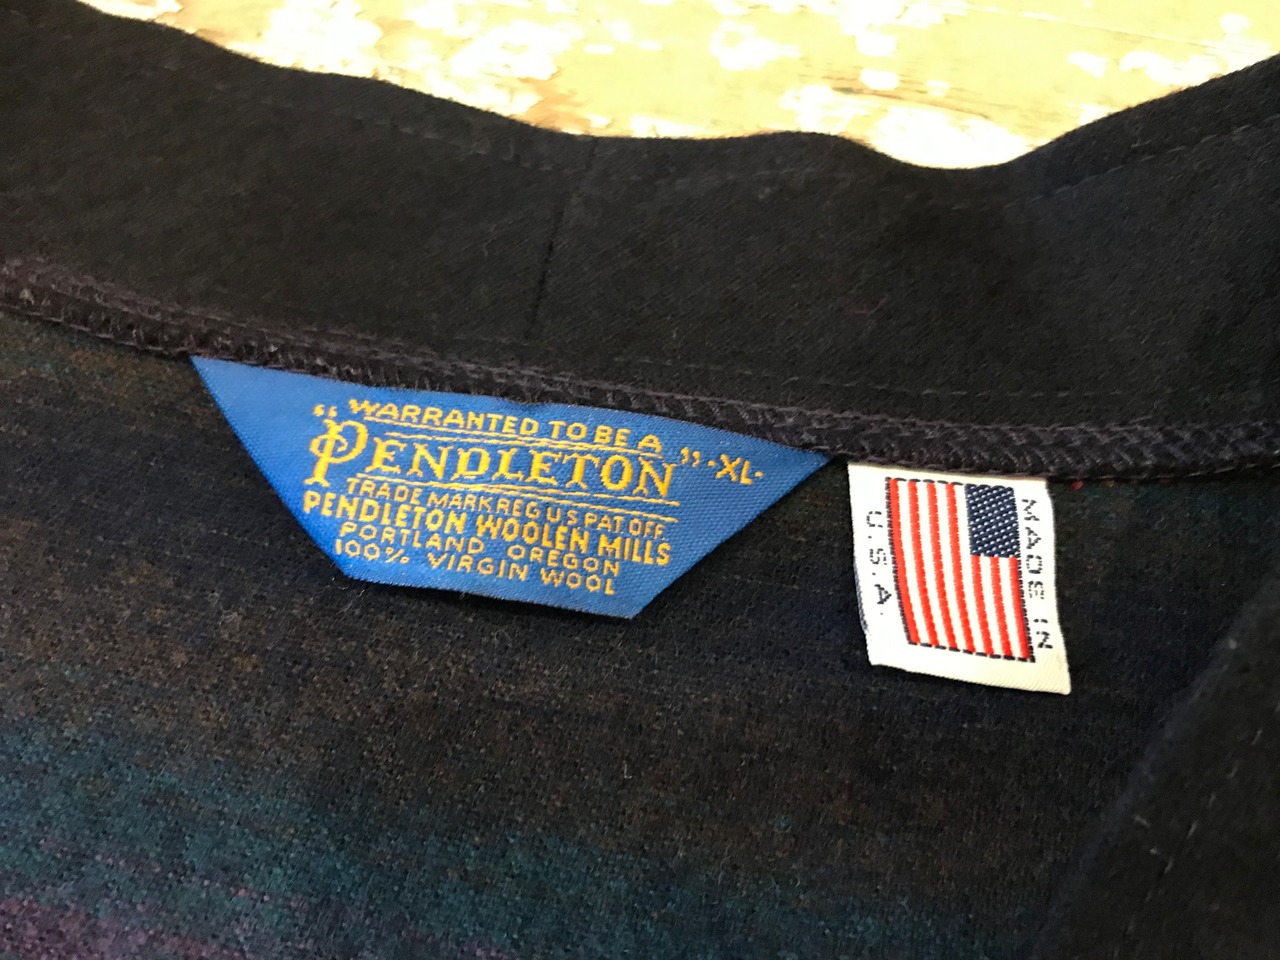 "WARRANTED TO BE A
PENDLETON"
-XL-
TRADE MARK REG U.S. PAT OFF.
PENDLETON WOOLEN MILLS
PORTLAND, OREGON
100% VIRGIN WOOL
MADE IN
U.S.A.